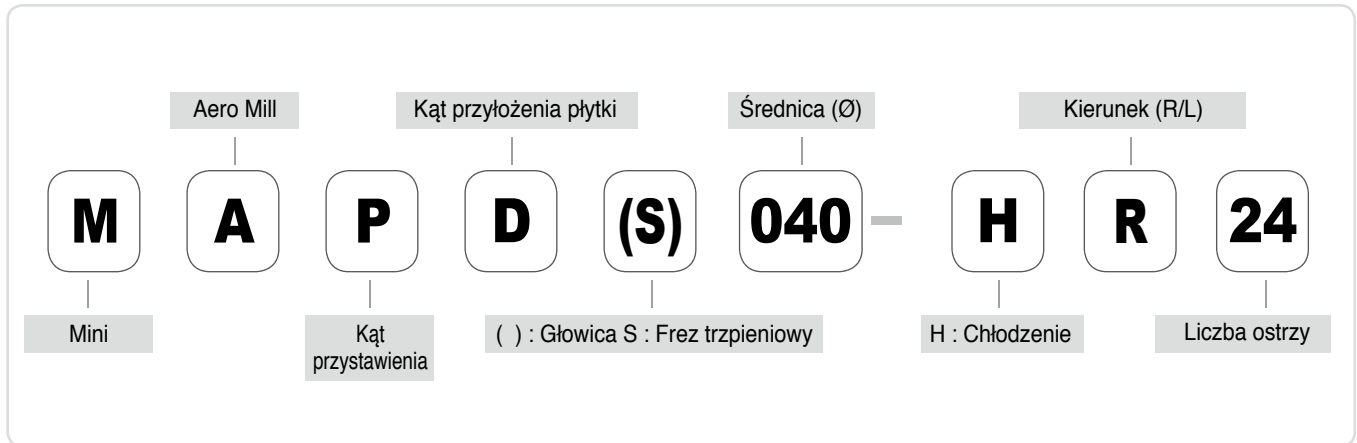 Aero Mill Kąt przyłożenia płytki Średnica (Ø) Kierunek (R/L)
M A P D (S) 040 - H R 24
Mini Kąt przystawienia ( ) : Głowica S : Frez trzpieniowy H : Chłodzenie Liczba ostrzy